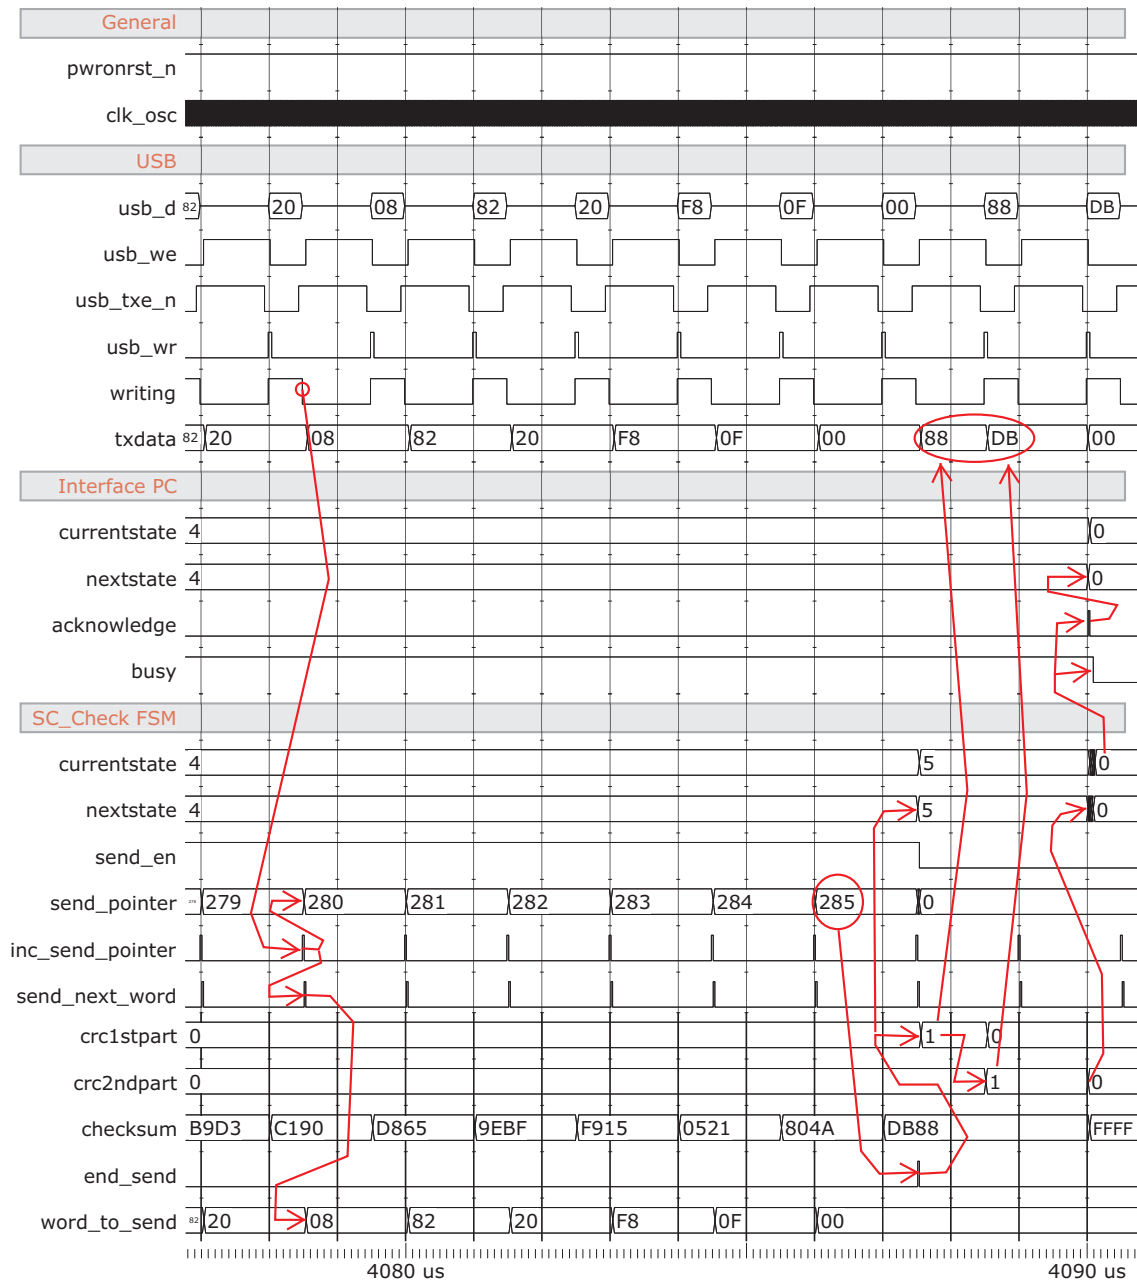 General
pwronrst_n
clk_osc
USB
usb_d 82 20 08 82 20 F8 0F 00 88 DB
usb_we
usb_txe_n
usb_wr
writing
txdata 82 20 08 82 20 F8 0F 00 88 DB 00
Interface PC
currentstate 4 0
nextstate 4 0
acknowledge
busy
SC_Check FSM
currentstate 4 5 0
nextstate 4 5 0
send_en
send_pointer 279 280 281 282 283 284 285 0
inc_send_pointer
send_next_word
crc1stpart 0 1 0
crc2ndpart 0 1 0
checksum B9D3 C190 D865 9EBF F915 0521 804A DB88 FFFF
end_send
word_to_send 82 20 08 82 20 F8 0F 00
4080 us 4090 us